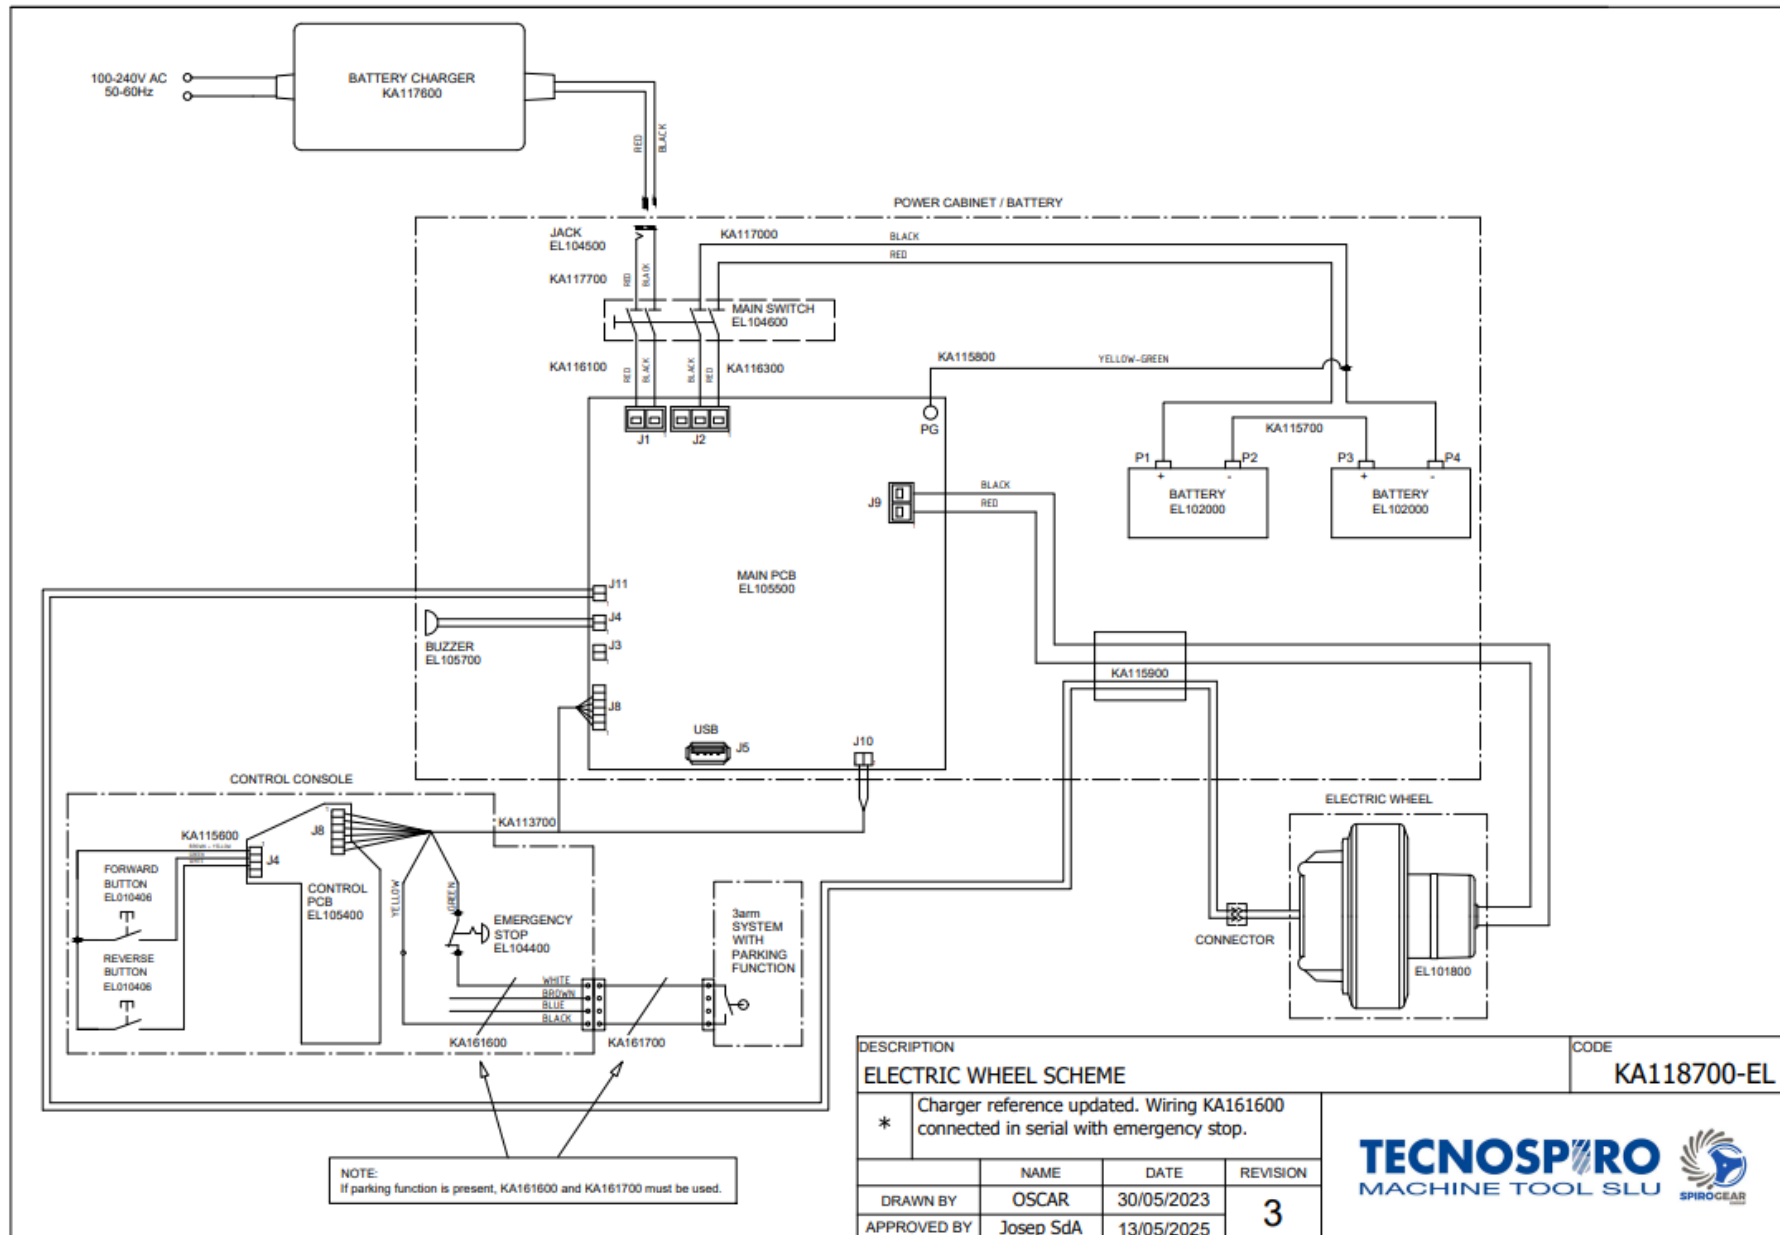 100-240V AC
50-60Hz
BATTERY CHARGER
KA117600
RED
BLACK
POWER CABINET / BATTERY
JACK
EL104500
KA117000
BLACK
RED
KA117700
RED
BLACK
MAIN SWITCH
EL104600
KA116100
RED
BLACK
BLACK
RED
KA116300
KA115800
YELLOW-GREEN
J1
J2
PG
KA115700
P1
P2
P3
P4
+
-
+
-
BATTERY
EL102000
BATTERY
EL102000
J9
BLACK
RED
MAIN PCB
EL105500
J11
J4
J3
J8
BUZZER
EL105700
KA115900
USB
J5
J10
CONTROL CONSOLE
KA113700
KA115600
BROWN - YELLOW
J8
J4
FORWARD
BUTTON
EL010406
CONTROL
PCB
EL105400
YELLOW
GREEN
EMERGENCY
STOP
EL104400
REVERSE
BUTTON
EL010406
WHITE
BROWN
BLUE
BLACK
KA161600
KA161700
3arm
SYSTEM
WITH
PARKING
FUNCTION
ELECTRIC WHEEL
CONNECTOR
EL101800
NOTE:
If parking function is present, KA161600 and KA161700 must be used.
DESCRIPTION
ELECTRIC WHEEL SCHEME
CODE
KA118700-EL
*
Charger reference updated. Wiring KA161600
connected in serial with emergency stop.
NAME
DATE
REVISION
DRAWN BY
OSCAR
30/05/2023
3
APPROVED BY
Josep SdA
13/05/2025
TECNOSPIRO
MACHINE TOOL SLU
SPIROGEAR